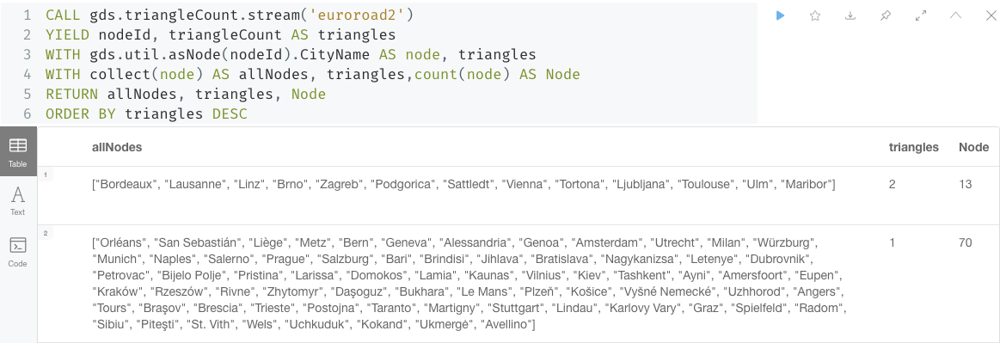 1 CALL gds.triangleCount.stream('euroroad2')
2 YIELD nodeId, triangleCount AS triangles
3 WITH gds.util.asNode(nodeId).CityName AS node, triangles
4 WITH collect(node) AS allNodes, triangles,count(node) AS Node
5 RETURN allNodes, triangles, Node
6 ORDER BY triangles DESC
Table
Text
Code
allNodes triangles Node
1
["Bordeaux", "Lausanne", "Linz", "Brno", "Zagreb", "Podgorica", "Sattledt", "Vienna", "Tortona", "Ljubljana", "Toulouse", "Ulm", "Maribor"] 2 13
2
["Orléans", "San Sebastián", "Liège", "Metz", "Bern", "Geneva", "Alessandria", "Genoa", "Amsterdam", "Utrecht", "Milan", "Würzburg", 1 70
"Munich", "Naples", "Salerno", "Prague", "Salzburg", "Bari", "Brindisi", "Jihlava", "Bratislava", "Nagykanizsa", "Letenye", "Dubrovnik",
"Petrovac", "Bijelo Polje", "Pristina", "Larissa", "Domokos", "Lamia", "Kaunas", "Vilnius", "Kiev", "Tashkent", "Ayni", "Amersfoort", "Eupen",
"Kraków", "Rzeszów", "Rivne", "Zhytomyr", "Daşoguz", "Bukhara", "Le Mans", "Plzeň", "Košice", "Vyšné Nemecké", "Uzhhorod", "Angers",
"Tours", "Braşov", "Brescia", "Trieste", "Postojna", "Taranto", "Martigny", "Stuttgart", "Lindau", "Karlovy Vary", "Graz", "Spielfeld", "Radom",
"Sibiu", "Piteşti", "St. Vith", "Wels", "Uchkuduk", "Kokand", "Ukmergė", "Avellino"]